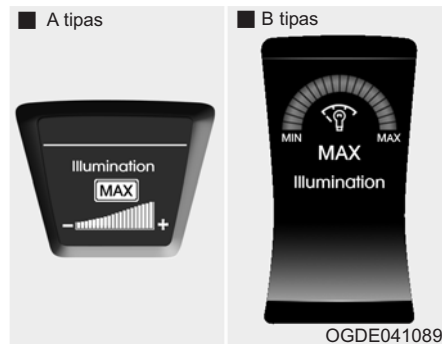 ■ A tipas
Illumination
MAX
– +
■ B tipas
MIN MAX
MAX
Illumination
OGDE041089